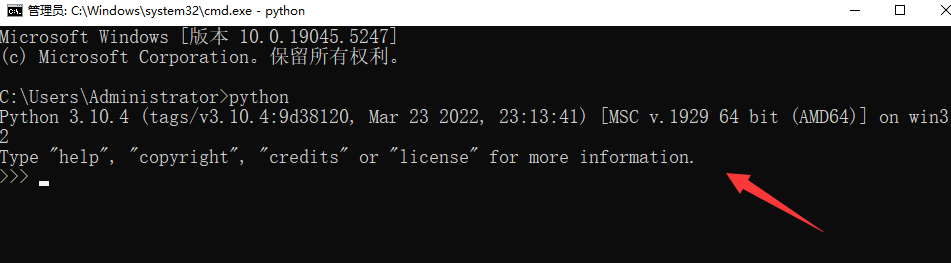 管理员: C:\Windows\system32\cmd.exe - python
Microsoft Windows [版本 10.0.19045.5247]
(c) Microsoft Corporation。保留所有权利。
C:\Users\Administrator>python
Python 3.10.4 (tags/v3.10.4:9d38120, Mar 23 2022, 23:13:41) [MSC v.1929 64 bit (AMD64)] on win3
2
Type "help", "copyright", "credits" or "license" for more information.
>>>